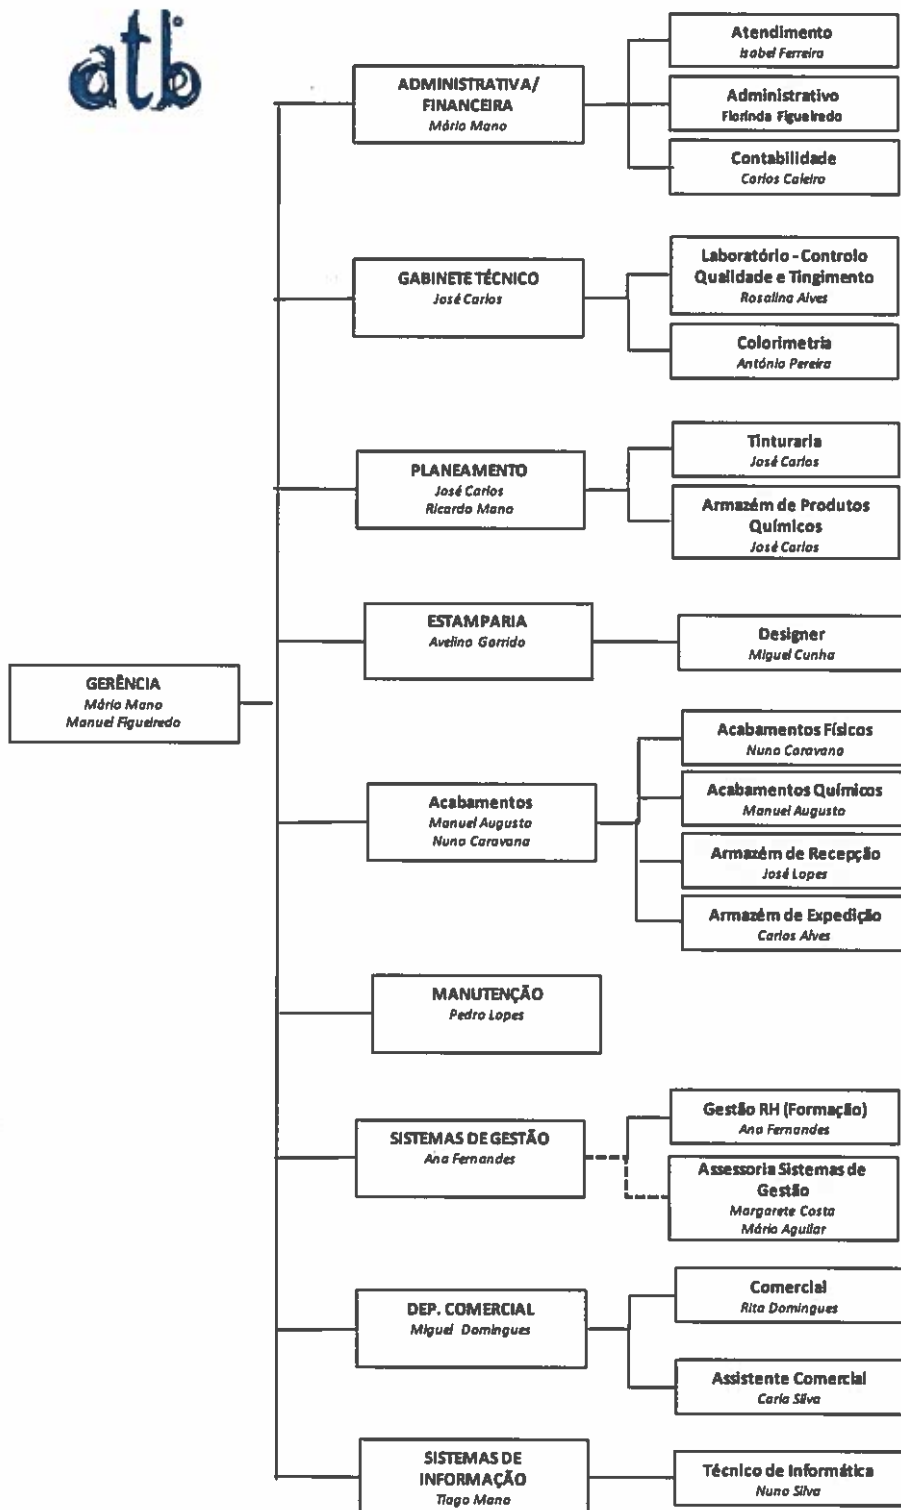 atb
Atendimento
Isabel Ferreira
ADMINISTRATIVA/
FINANCEIRA
Mário Mano
Administrativo
Florinda Figueiredo
Contabilidade
Carlos Caleiro
GABINETE TÉCNICO
José Carlos
Laboratório - Controlo
Qualidade e Tingimento
Rosalina Alves
Colorimetria
António Pereira
PLANEAMENTO
José Carlos
Ricardo Mano
Tinturaria
José Carlos
Armazém de Produtos
Químicos
José Carlos
ESTAMPARIA
Avelino Garrido
Designer
Miguel Cunha
GERÊNCIA
Mário Mano
Manuel Figueiredo
Acabamentos
Manuel Augusto
Nuno Caravana
Acabamentos Físicos
Nuno Caravana
Acabamentos Químicos
Manuel Augusto
Armazém de Recepção
José Lopes
Armazém de Expedição
Carlos Alves
MANUTENÇÃO
Pedro Lopes
SISTEMAS DE GESTÃO
Ana Fernandes
Gestão RH (Formação)
Ana Fernandes
Assessoria Sistemas de
Gestão
Margarete Costa
Mário Aguilar
DEP. COMERCIAL
Miguel Domingues
Comercial
Rita Domingues
Assistente Comercial
Carla Silva
SISTEMAS DE
INFORMAÇÃO
Tiago Mano
Técnico de Informática
Nuno Silva